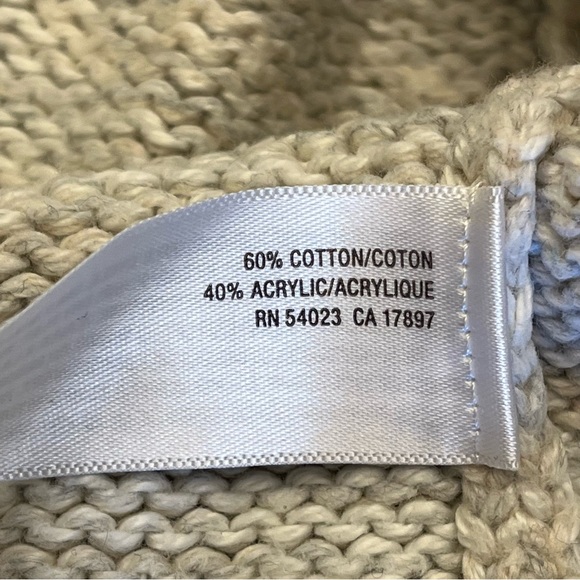 60% COTTON/COTON
40% ACRYLIC/ACRYLIQUE
RN 54023 CA 17897